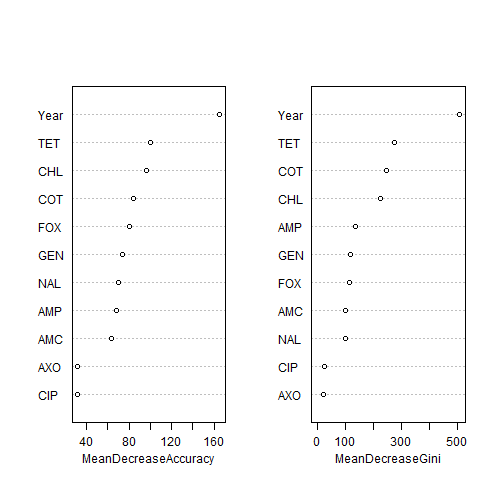 Year
TET
CHL
COT
FOX
GEN
NAL
AMP
AMC
AXO
CIP
40 80 120 160
MeanDecreaseAccuracy
Year
TET
COT
CHL
AMP
GEN
FOX
AMC
NAL
CIP
AXO
0 100 300 500
MeanDecreaseGini